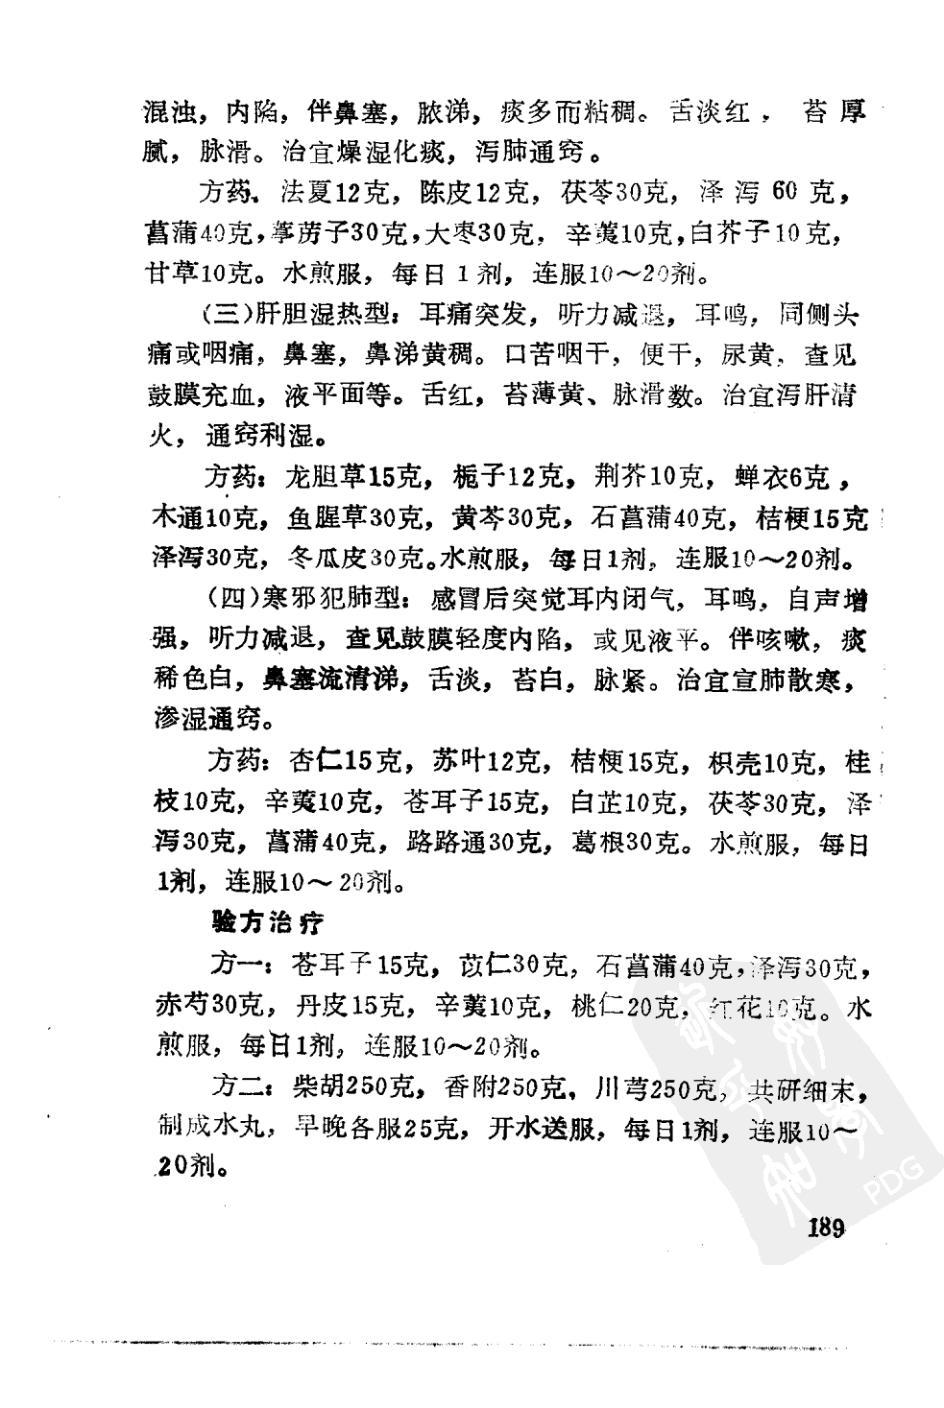 混浊，内陷，伴鼻塞，脓涕，痰多而粘稠。舌淡红，苔厚
腻，脉滑。治宜燥湿化痰，泻肺通窍。
方药、法夏12克，陈皮12克，茯苓30克，泽泻60克，
菖蒲40克，葶苈子30克，大枣30克，辛荑10克，白芥子10克，
甘草10克。水煎服，每日1剂，连服10～20剂。
(三)肝胆湿热型：耳痛突发，听力减退，耳鸣，同侧头
痛或咽痛，鼻塞，鼻涕黄稠。口苦咽干，便干，尿黄，查见
鼓膜充血，液平面等。舌红，苔薄黄、脉滑数。治宜泻肝清
火，通窍利湿。
方药：龙胆草15克，栀子12克，荆芥10克，蝉衣6克，
木通10克，鱼腥草30克，黄芩30克，石菖蒲40克，桔梗15克
泽泻30克，冬瓜皮30克。水煎服，每日1剂，连服10～20剂。
(四)寒邪犯肺型：感冒后突觉耳内闭气，耳鸣，自声增
强，听力减退，查见鼓膜轻度内陷，或见液平。伴咳嗽，痰
稀色白，鼻塞流清涕，舌淡，苔白，脉紧。治宜宣肺散寒，
渗湿通窍。
方药：杏仁15克，苏叶12克，桔梗15克，枳壳10克，桂
枝10克，辛荑10克，苍耳子15克，白芷10克，茯苓30克，泽
泻30克，菖蒲40克，路路通30克，葛根30克。水煎服，每日
1剂，连服10～20剂。
验方治疗
方一：苍耳子15克，苡仁30克，石菖蒲40克，泽泻30克，
赤芍30克，丹皮15克，辛荑10克，桃仁20克，红花10克。水
煎服，每日1剂，连服10～20剂。
方二：柴胡250克，香附250克，川芎250克，共研细末，
制成水丸，早晚各服25克，开水送服，每日1剂，连服10～
20剂。
PDG
189